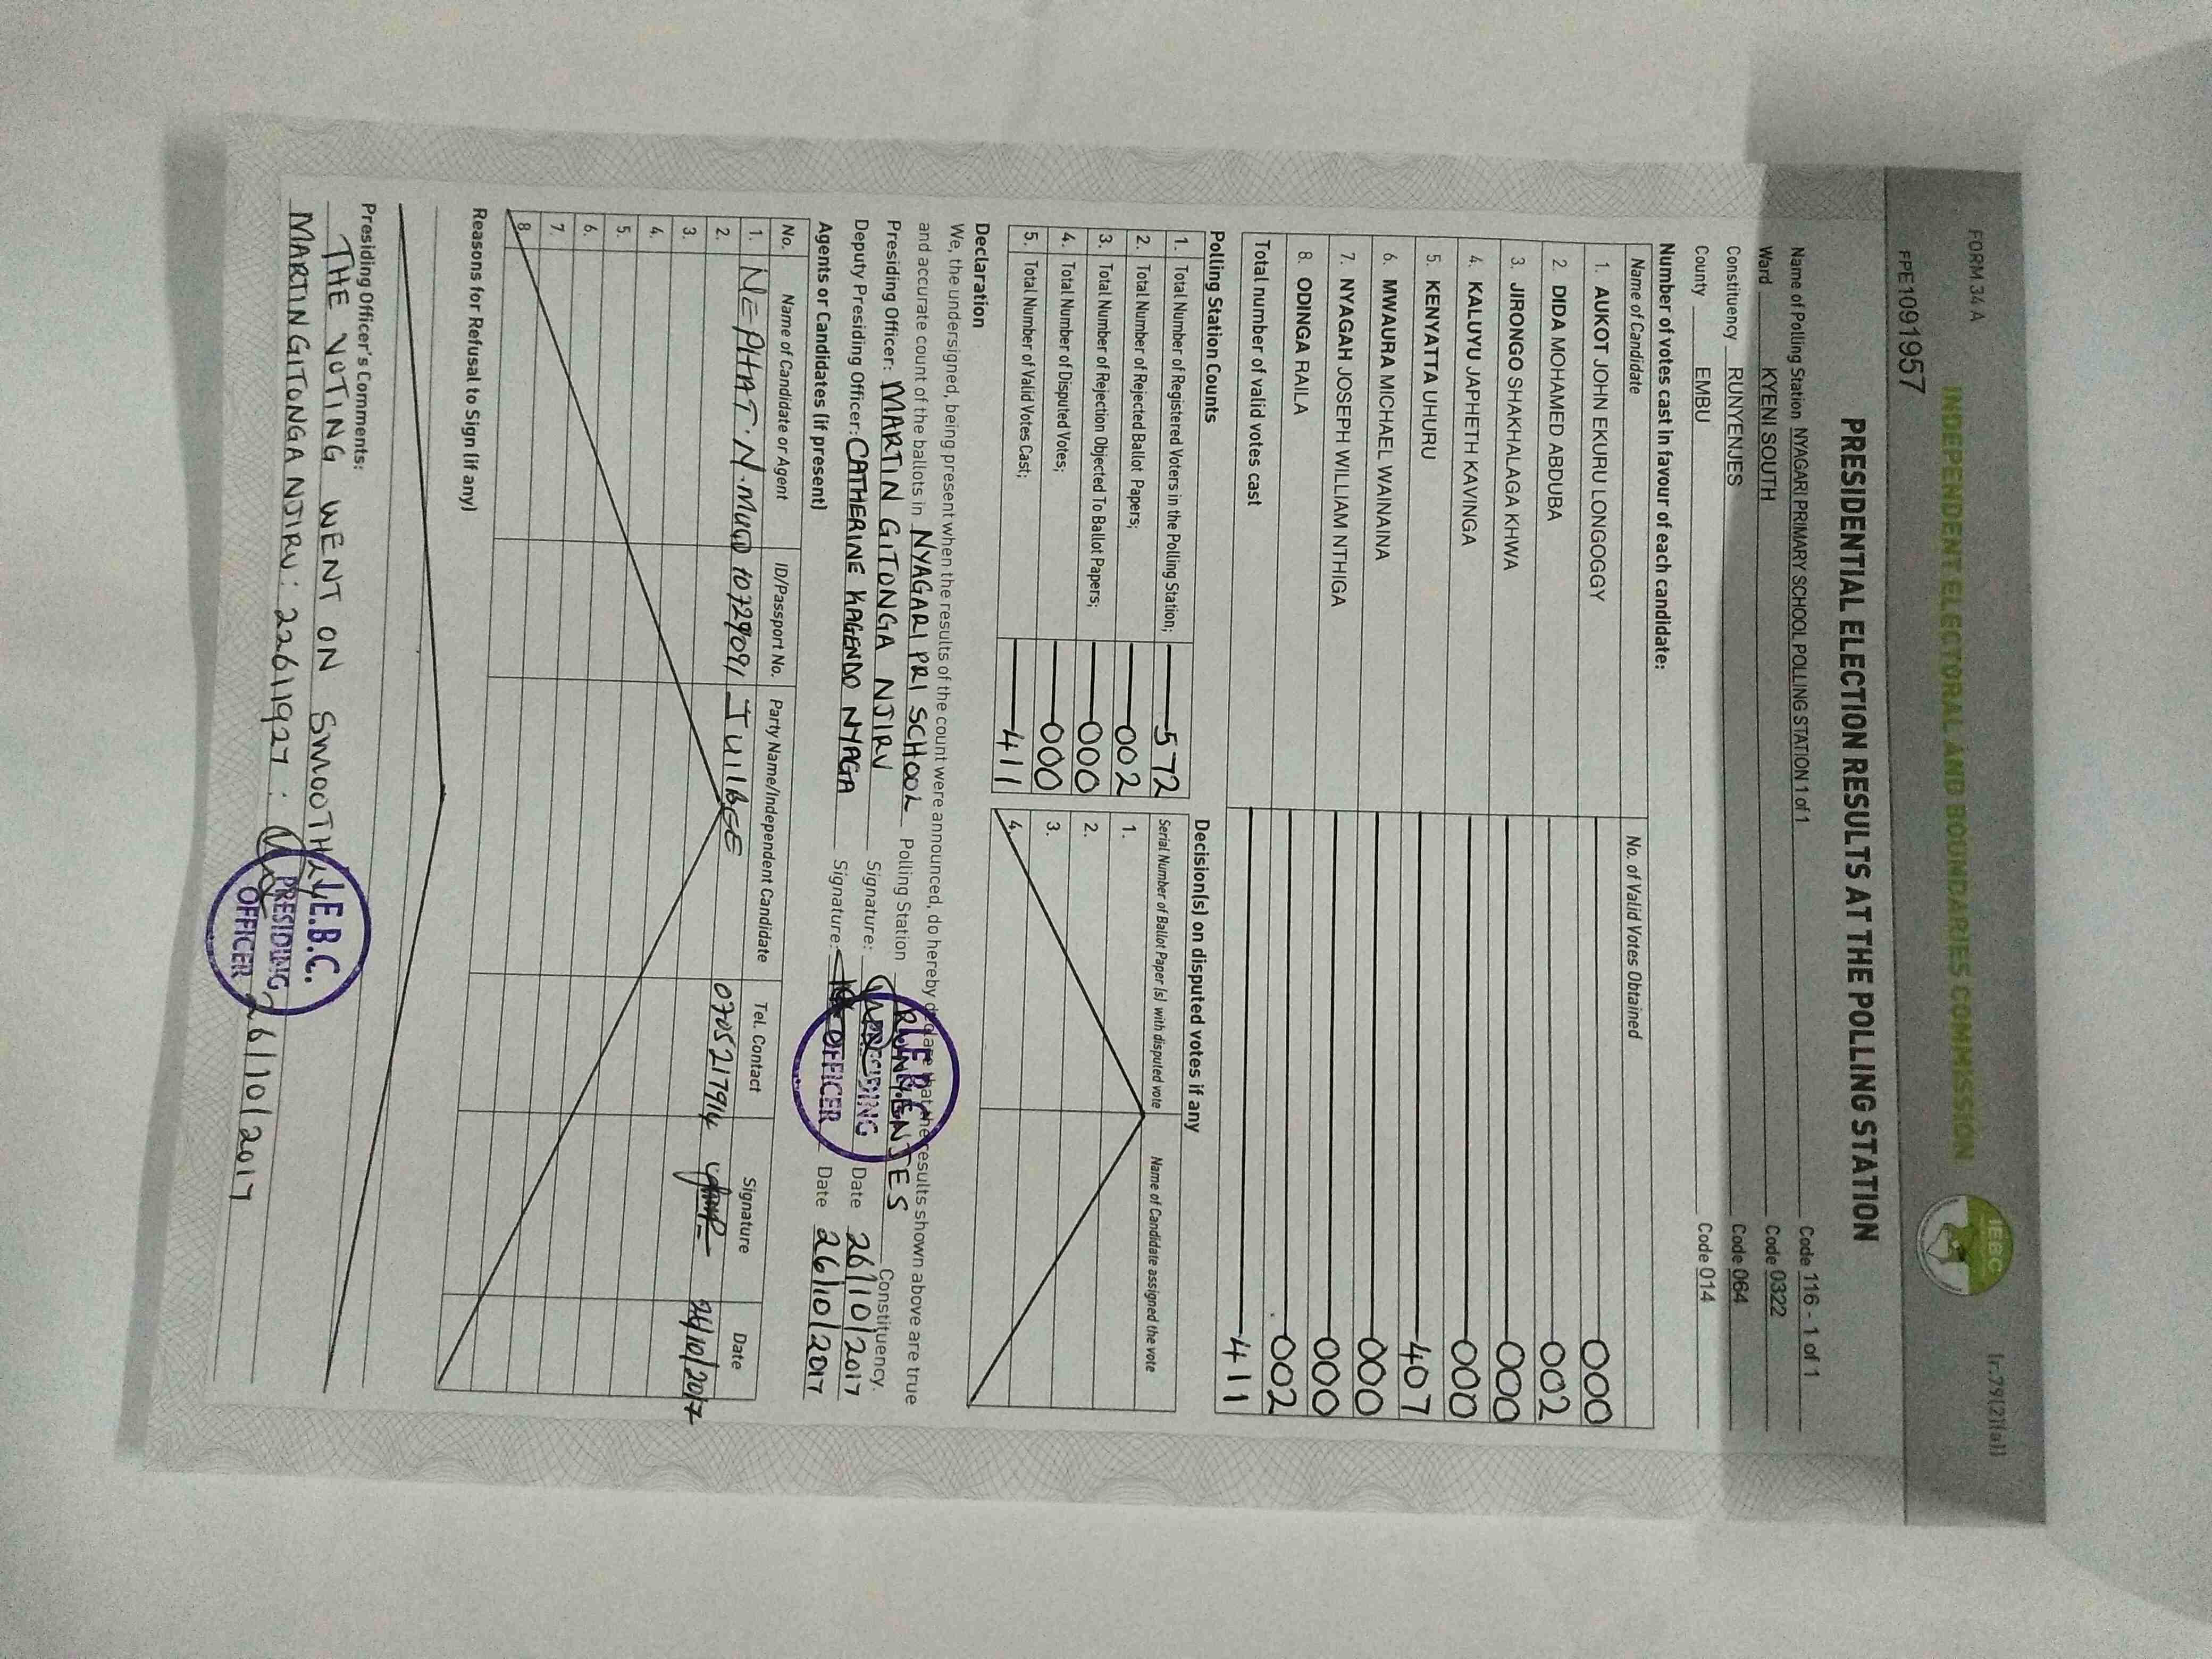 FORM 34 A
[r.79(2)(a)]
INDEPENDENT ELECTORAL AND BOUNDARIES COMMISSION
IEBC
FPE1091957
PRESIDENTIAL ELECTION RESULTS AT THE POLLING STATION
Name of Polling Station NYAGARI PRIMARY SCHOOL POLLING STATION 1 of 1 Code 116 - 1 of 1
Ward KYENI SOUTH Code 0322
Constituency RUNYENJES Code 064
County EMBU Code 014
Number of votes cast in favour of each candidate:
Name of Candidate No. of Valid Votes Obtained
1. AUKOT JOHN EKURU LONGOGGY 000
2. DIDA MOHAMED ABDUBA 002
3. JIRONGO SHAKHALAGA KHWA 000
4. KALUYU JAPHETH KAVINGA 000
5. KENYATTA UHURU 407
6. MWAURA MICHAEL WAINAINA 000
7. NYAGAH JOSEPH WILLIAM NTHIGA 000
8. ODINGA RAILA 002
Total number of valid votes cast 411
Polling Station Counts
1. Total Number of Registered Voters in the Polling Station; 572
2. Total Number of Rejected Ballot Papers; 002
3. Total Number of Rejection Objected To Ballot Papers; 000
4. Total Number of Disputed Votes; 000
5. Total Number of Valid Votes Cast; 411
Decision(s) on disputed votes if any
Serial Number of Ballot Paper (s) with disputed vote Name of Candidate assigned the vote
1.
2.
3.
4.
Declaration
We, the undersigned, being present when the results of the count were announced, do hereby declare that the results shown above are true
and accurate count of the ballots in NYAGARI PRI SCHOOL Polling Station RUNYENJES Constituency.
Presiding Officer: MARTIN GITONGA NJIRU Signature: Date 26/10/2017
Deputy Presiding Officer: CATHERINE KAGENDO NYAGA Signature: Date 26/10/2017
I.E.B.C.
PRESIDING
OFFICER
Agents or Candidates (if present)
No. Name of Candidate or Agent ID/Passport No. Party Name/Independent Candidate Tel. Contact Signature Date
1. NEPHAT. N. 10729091 0705217914 26/10/2017
2.
3.
4.
5.
6.
7.
8.
Reasons for Refusal to Sign (if any)
Presiding Officer's Comments:
THE VOTING WENT ON SMOOTHLY
MARTIN GITONGA NJIRU: 22611927: 26/10/2017
I.E.B.C.
PRESIDING
OFFICER